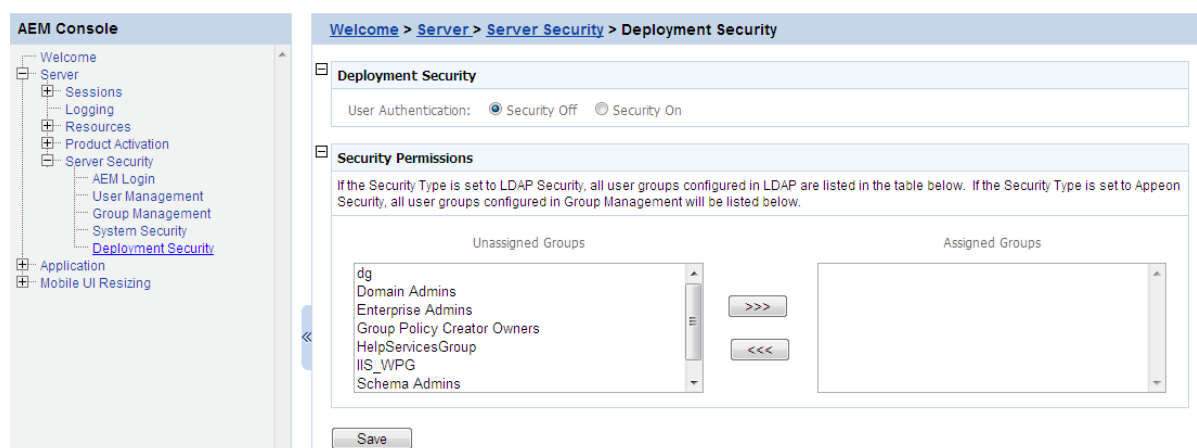 AEM Console
Welcome
Server
Sessions
Logging
Resources
Product Activation
Server Security
AEM Login
User Management
Group Management
System Security
Deployment Security
Application
Mobile UI Resizing
«
Welcome > Server > Server Security > Deployment Security
Deployment Security
User Authentication: Security Off Security On
Security Permissions
If the Security Type is set to LDAP Security, all user groups configured in LDAP are listed in the table below. If the Security Type is set to Appeon
Security, all user groups configured in Group Management will be listed below.
Unassigned Groups
Assigned Groups
dg
Domain Admins
Enterprise Admins
Group Policy Creator Owners
HelpServicesGroup
IIS_WPG
Schema Admins
>>>
<<<
Save